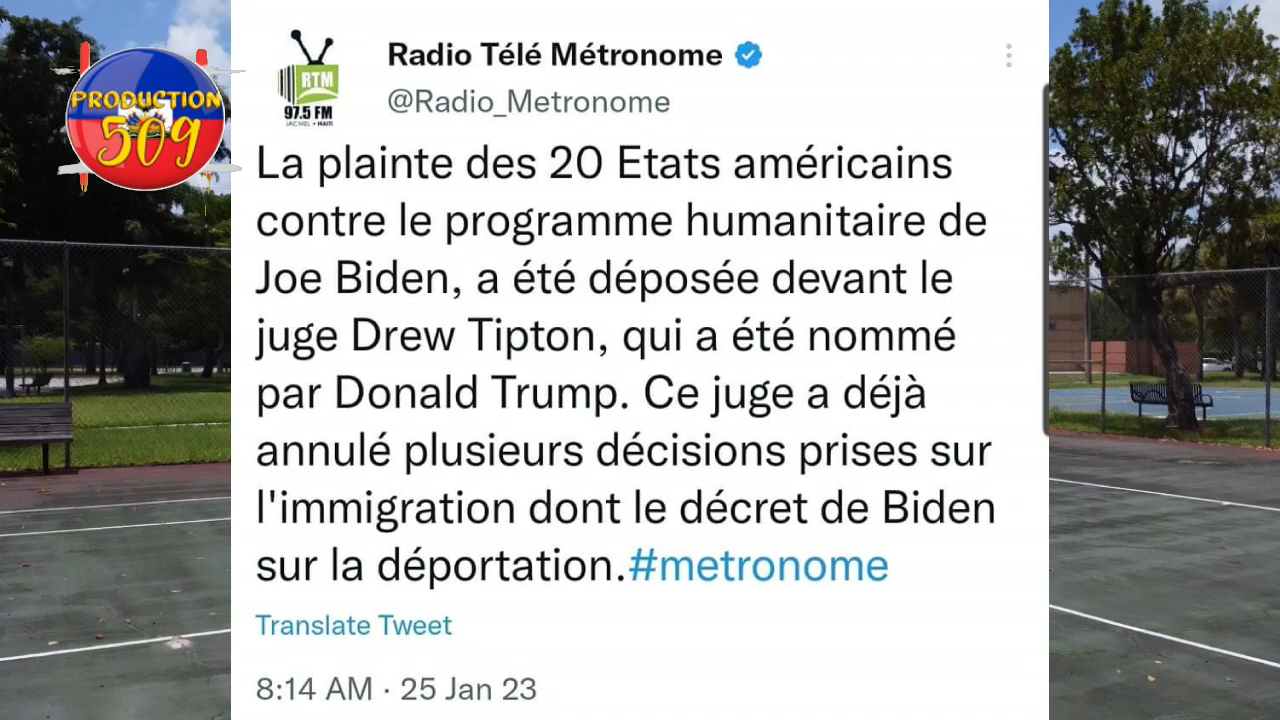 PRODUCTION
509
RTM
97.5 FM
JACMEL • HAITI
Radio Télé Métronome
@Radio_Metronome
La plainte des 20 Etats américains
contre le programme humanitaire de
Joe Biden, a été déposée devant le
juge Drew Tipton, qui a été nommé
par Donald Trump. Ce juge a déjà
annulé plusieurs décisions prises sur
l'immigration dont le décret de Biden
sur la déportation.#metronome
Translate Tweet
8:14 AM · 25 Jan 23